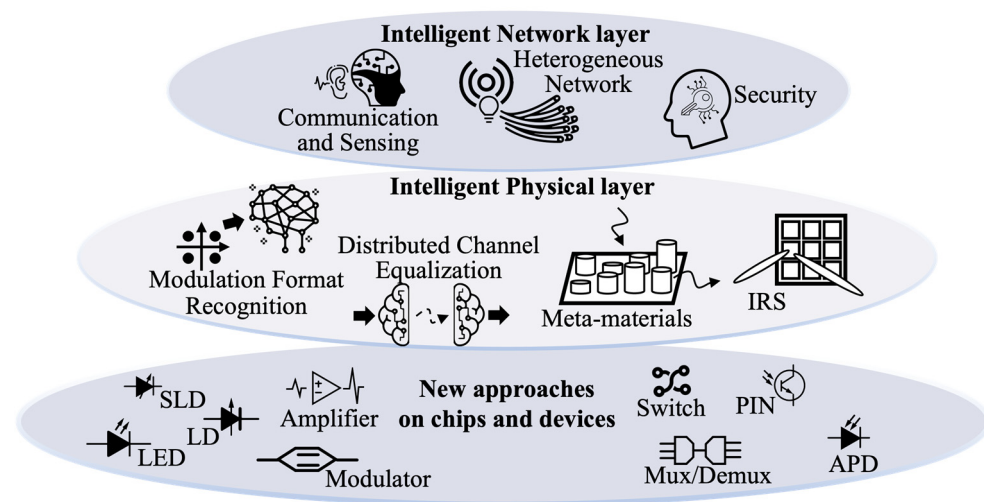 Intelligent Network layer
Heterogeneous
Network
Communication
and Sensing
Security
Intelligent Physical layer
Modulation Format
Recognition
Distributed Channel
Equalization
Meta-materials
IRS
New approaches
on chips and devices
SLD
LD
LED
Amplifier
Modulator
Switch
PIN
Mux/Demux
APD